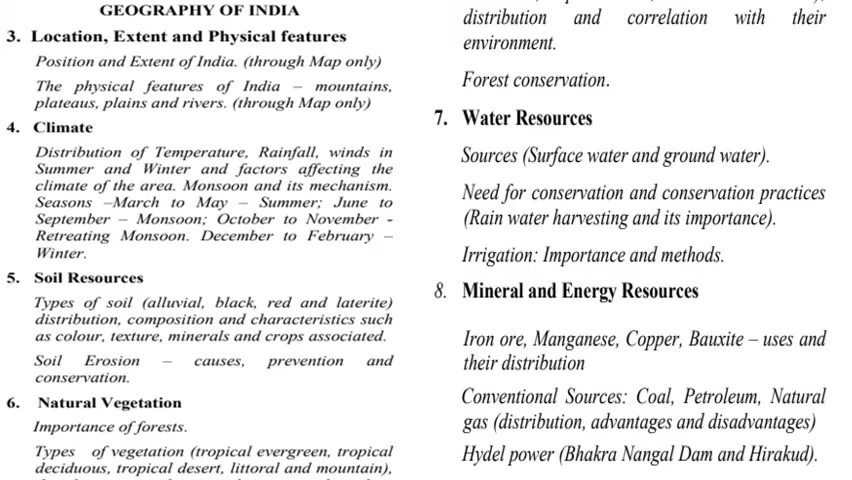 GEOGRAPHY OF INDIA
3. Location, Extent and Physical features
Position and Extent of India. (through Map only)
The physical features of India – mountains,
plateaus, plains and rivers. (through Map only)
4. Climate
Distribution of Temperature, Rainfall, winds in
Summer and Winter and factors affecting the
climate of the area. Monsoon and its mechanism.
Seasons –March to May – Summer; June to
September – Monsoon; October to November -
Retreating Monsoon. December to February –
Winter.
5. Soil Resources
Types of soil (alluvial, black, red and laterite)
distribution, composition and characteristics such
as colour, texture, minerals and crops associated.
Soil Erosion – causes, prevention and
conservation.
6. Natural Vegetation
Importance of forests.
Types of vegetation (tropical evergreen, tropical
deciduous, tropical desert, littoral and mountain),
distribution and correlation with their
environment.
Forest conservation.
7. Water Resources
Sources (Surface water and ground water).
Need for conservation and conservation practices
(Rain water harvesting and its importance).
Irrigation: Importance and methods.
8. Mineral and Energy Resources
Iron ore, Manganese, Copper, Bauxite – uses and
their distribution
Conventional Sources: Coal, Petroleum, Natural
gas (distribution, advantages and disadvantages)
Hydel power (Bhakra Nangal Dam and Hirakud).